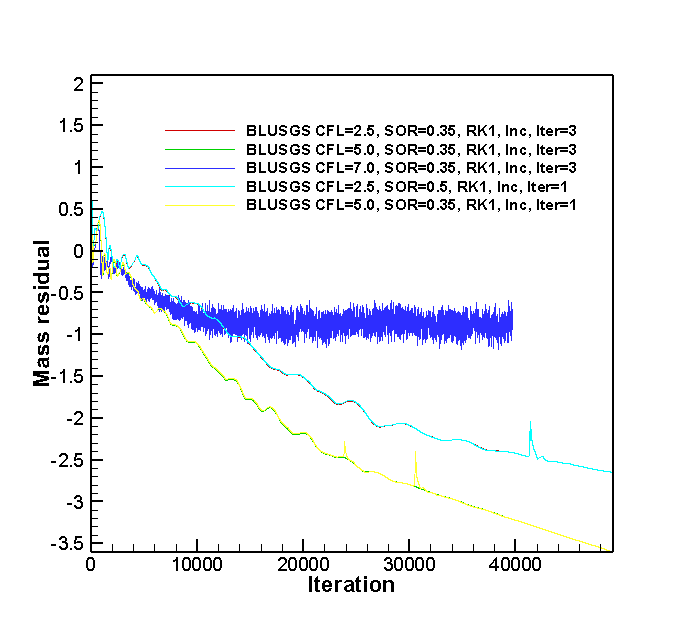 2
1.5
1
0.5
0
-0.5
-1
-1.5
-2
-2.5
-3
-3.5
Mass residual
BLUSGS CFL=2.5, SOR=0.35, RK1, Inc, Iter=3
BLUSGS CFL=5.0, SOR=0.35, RK1, Inc, Iter=3
BLUSGS CFL=7.0, SOR=0.35, RK1, Inc, Iter=3
BLUSGS CFL=2.5, SOR=0.5, RK1, Inc, Iter=1
BLUSGS CFL=5.0, SOR=0.35, RK1, Inc, Iter=1
0 10000 20000 30000 40000
Iteration